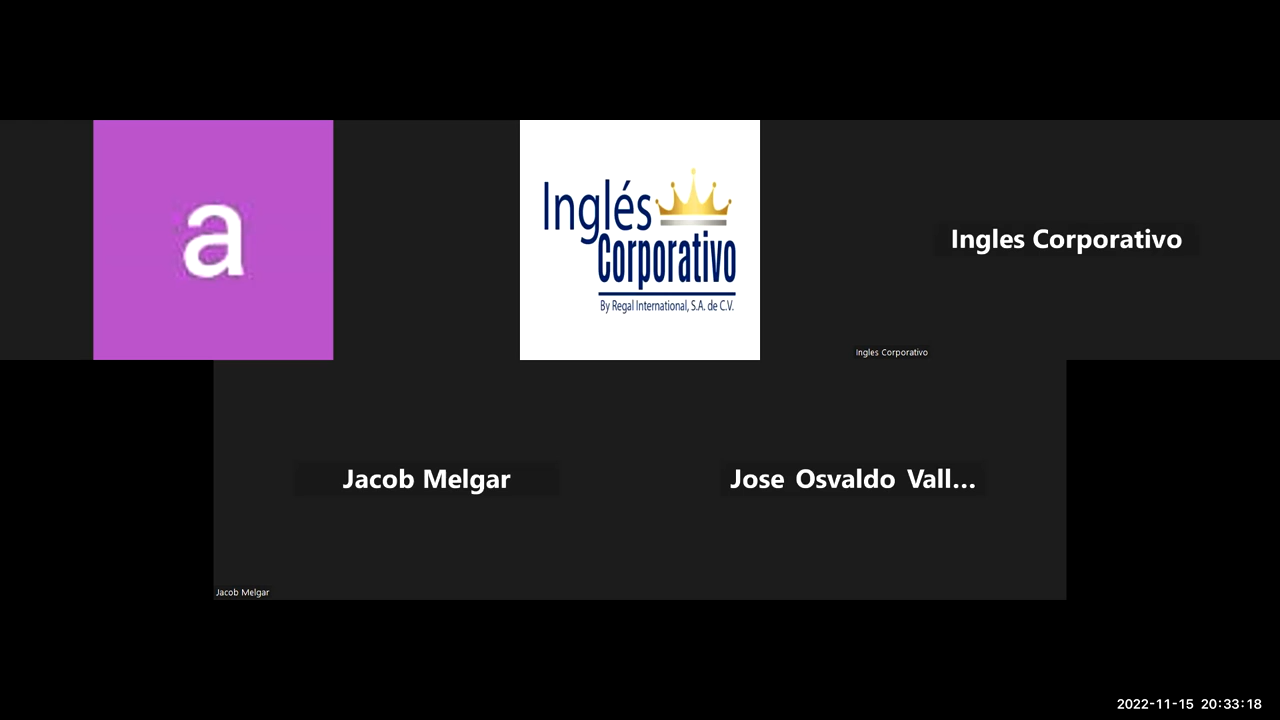 a
Inglés
Corporativo
By Regal International, S.A. de C.V.
Ingles Corporativo
Ingles Corporativo
Jacob Melgar
Jose Osvaldo Vall...
Jacob Melgar
2022-11-15 20:33:18